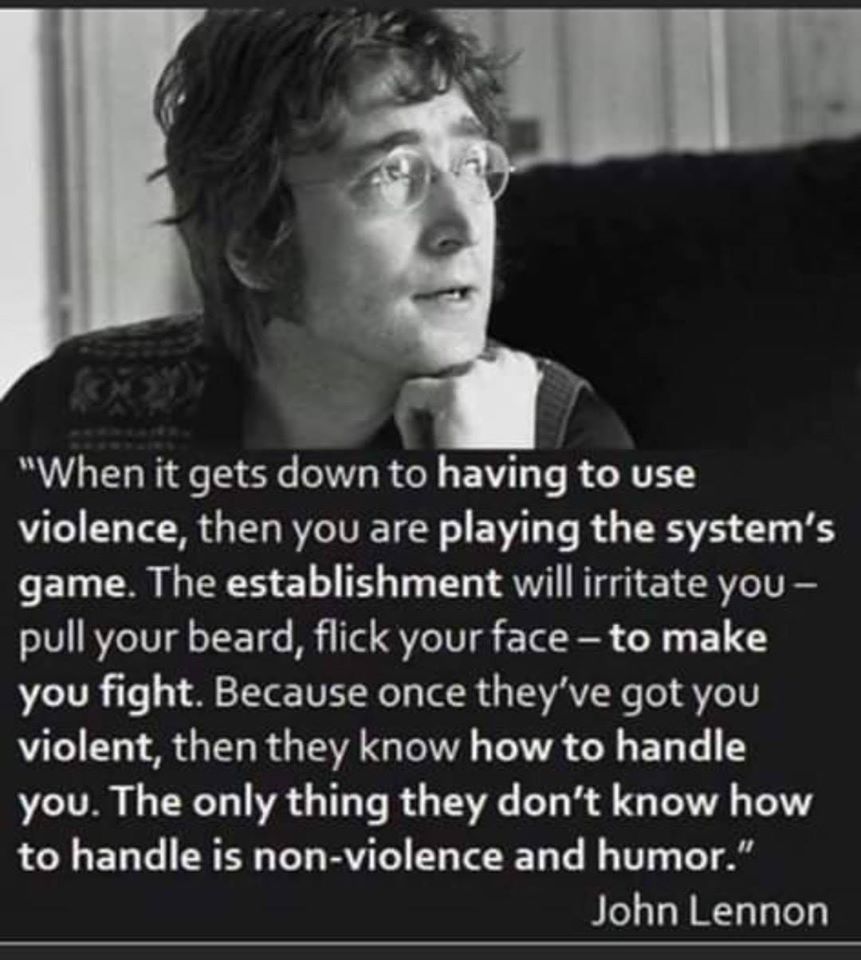 “When it gets down to having to use
violence, then you are playing the system’s
game. The establishment will irritate you –
pull your beard, flick your face – to make
you fight. Because once they’ve got you
violent, then they know how to handle
you. The only thing they don’t know how
to handle is non-violence and humor.”
John Lennon